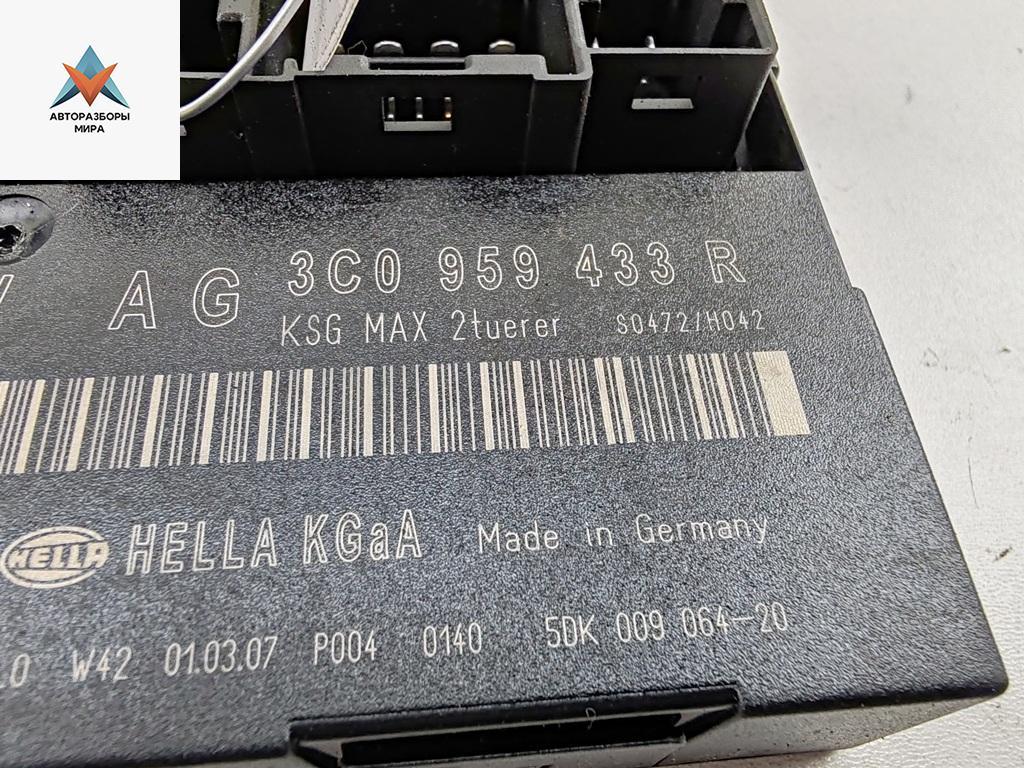 АВТОРАЗБОРЫ
МИРА
AG 3C0 959 433 R
KSG MAX 2tuerer S0472/H042
HELLA HELLA KGaA Made in Germany
W42 01.03.07 P004 0140 5DK 009 064-20